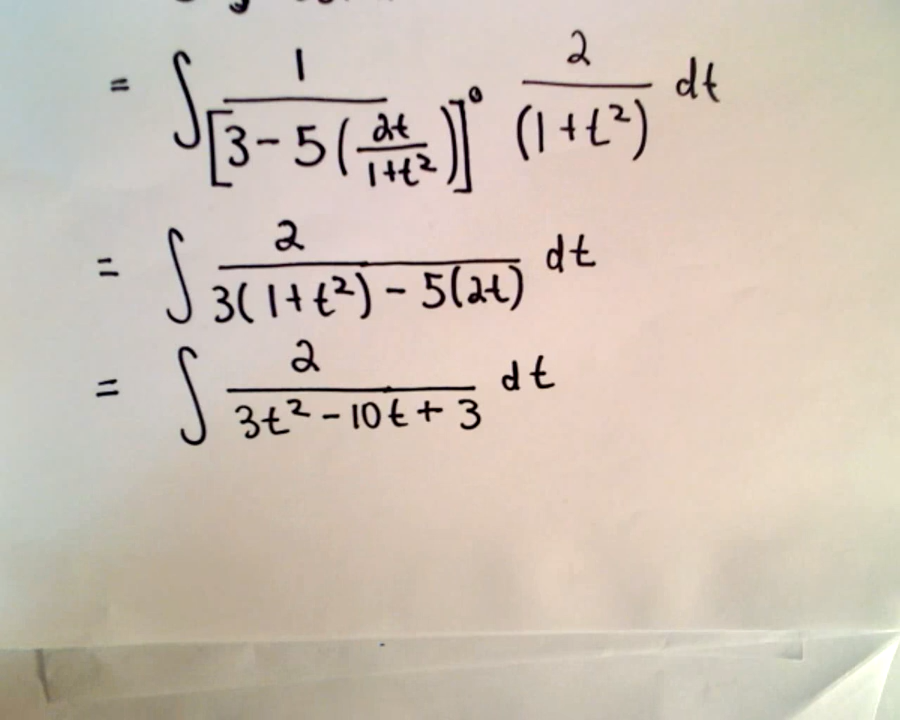 = ∫ 1 / [3 - 5(2t / 1+t²)]° 2 / (1+t²) dt
= ∫ 2 / 3(1+t²) - 5(2t) dt
= ∫ 2 / 3t² - 10t + 3 dt